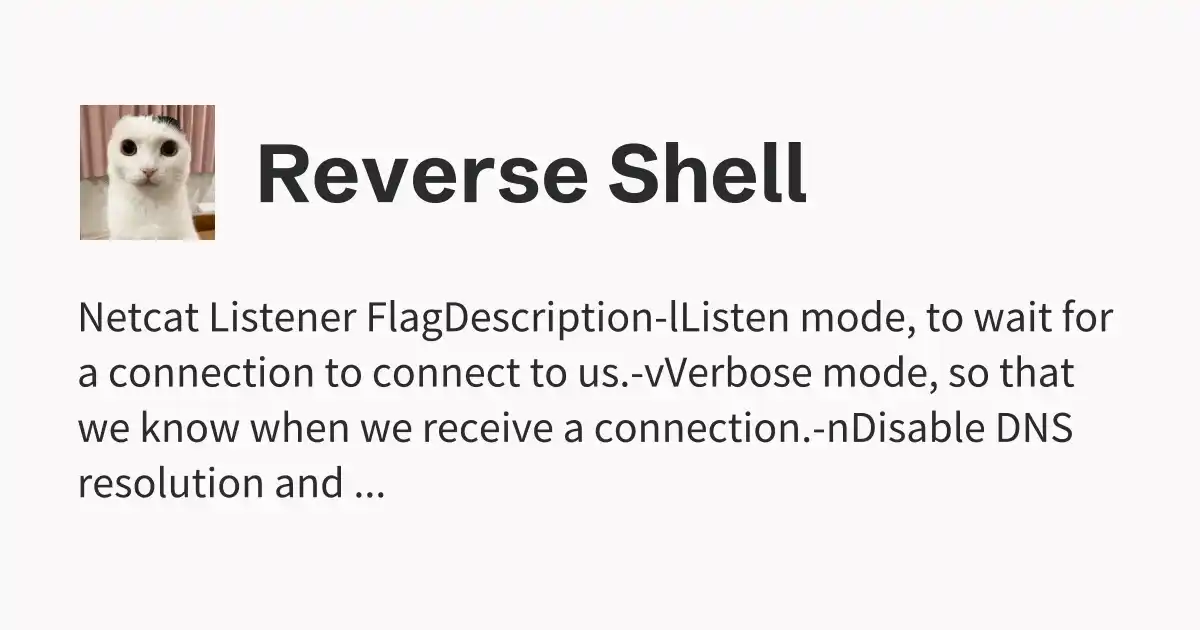 Reverse Shell
Netcat Listener FlagDescription-lListen mode, to wait for
a connection to connect to us.-vVerbose mode, so that
we know when we receive a connection.-nDisable DNS
resolution and ...